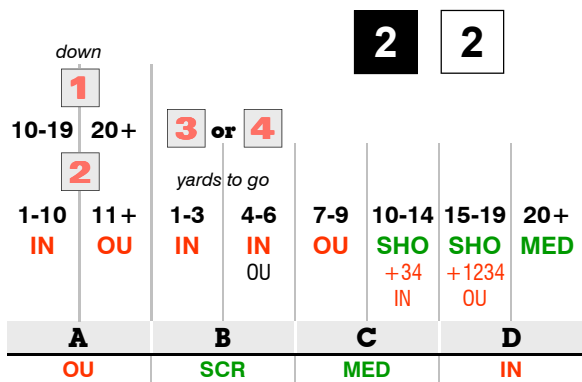 2 2
down
1
10-19 20+ 3 or 4
2
yards to go
1-10 11+ 1-3 4-6 7-9 10-14 15-19 20+
IN OU IN IN OU SHO SHO MED
OU +34 +1234
IN OU
A B C D
OU SCR MED IN